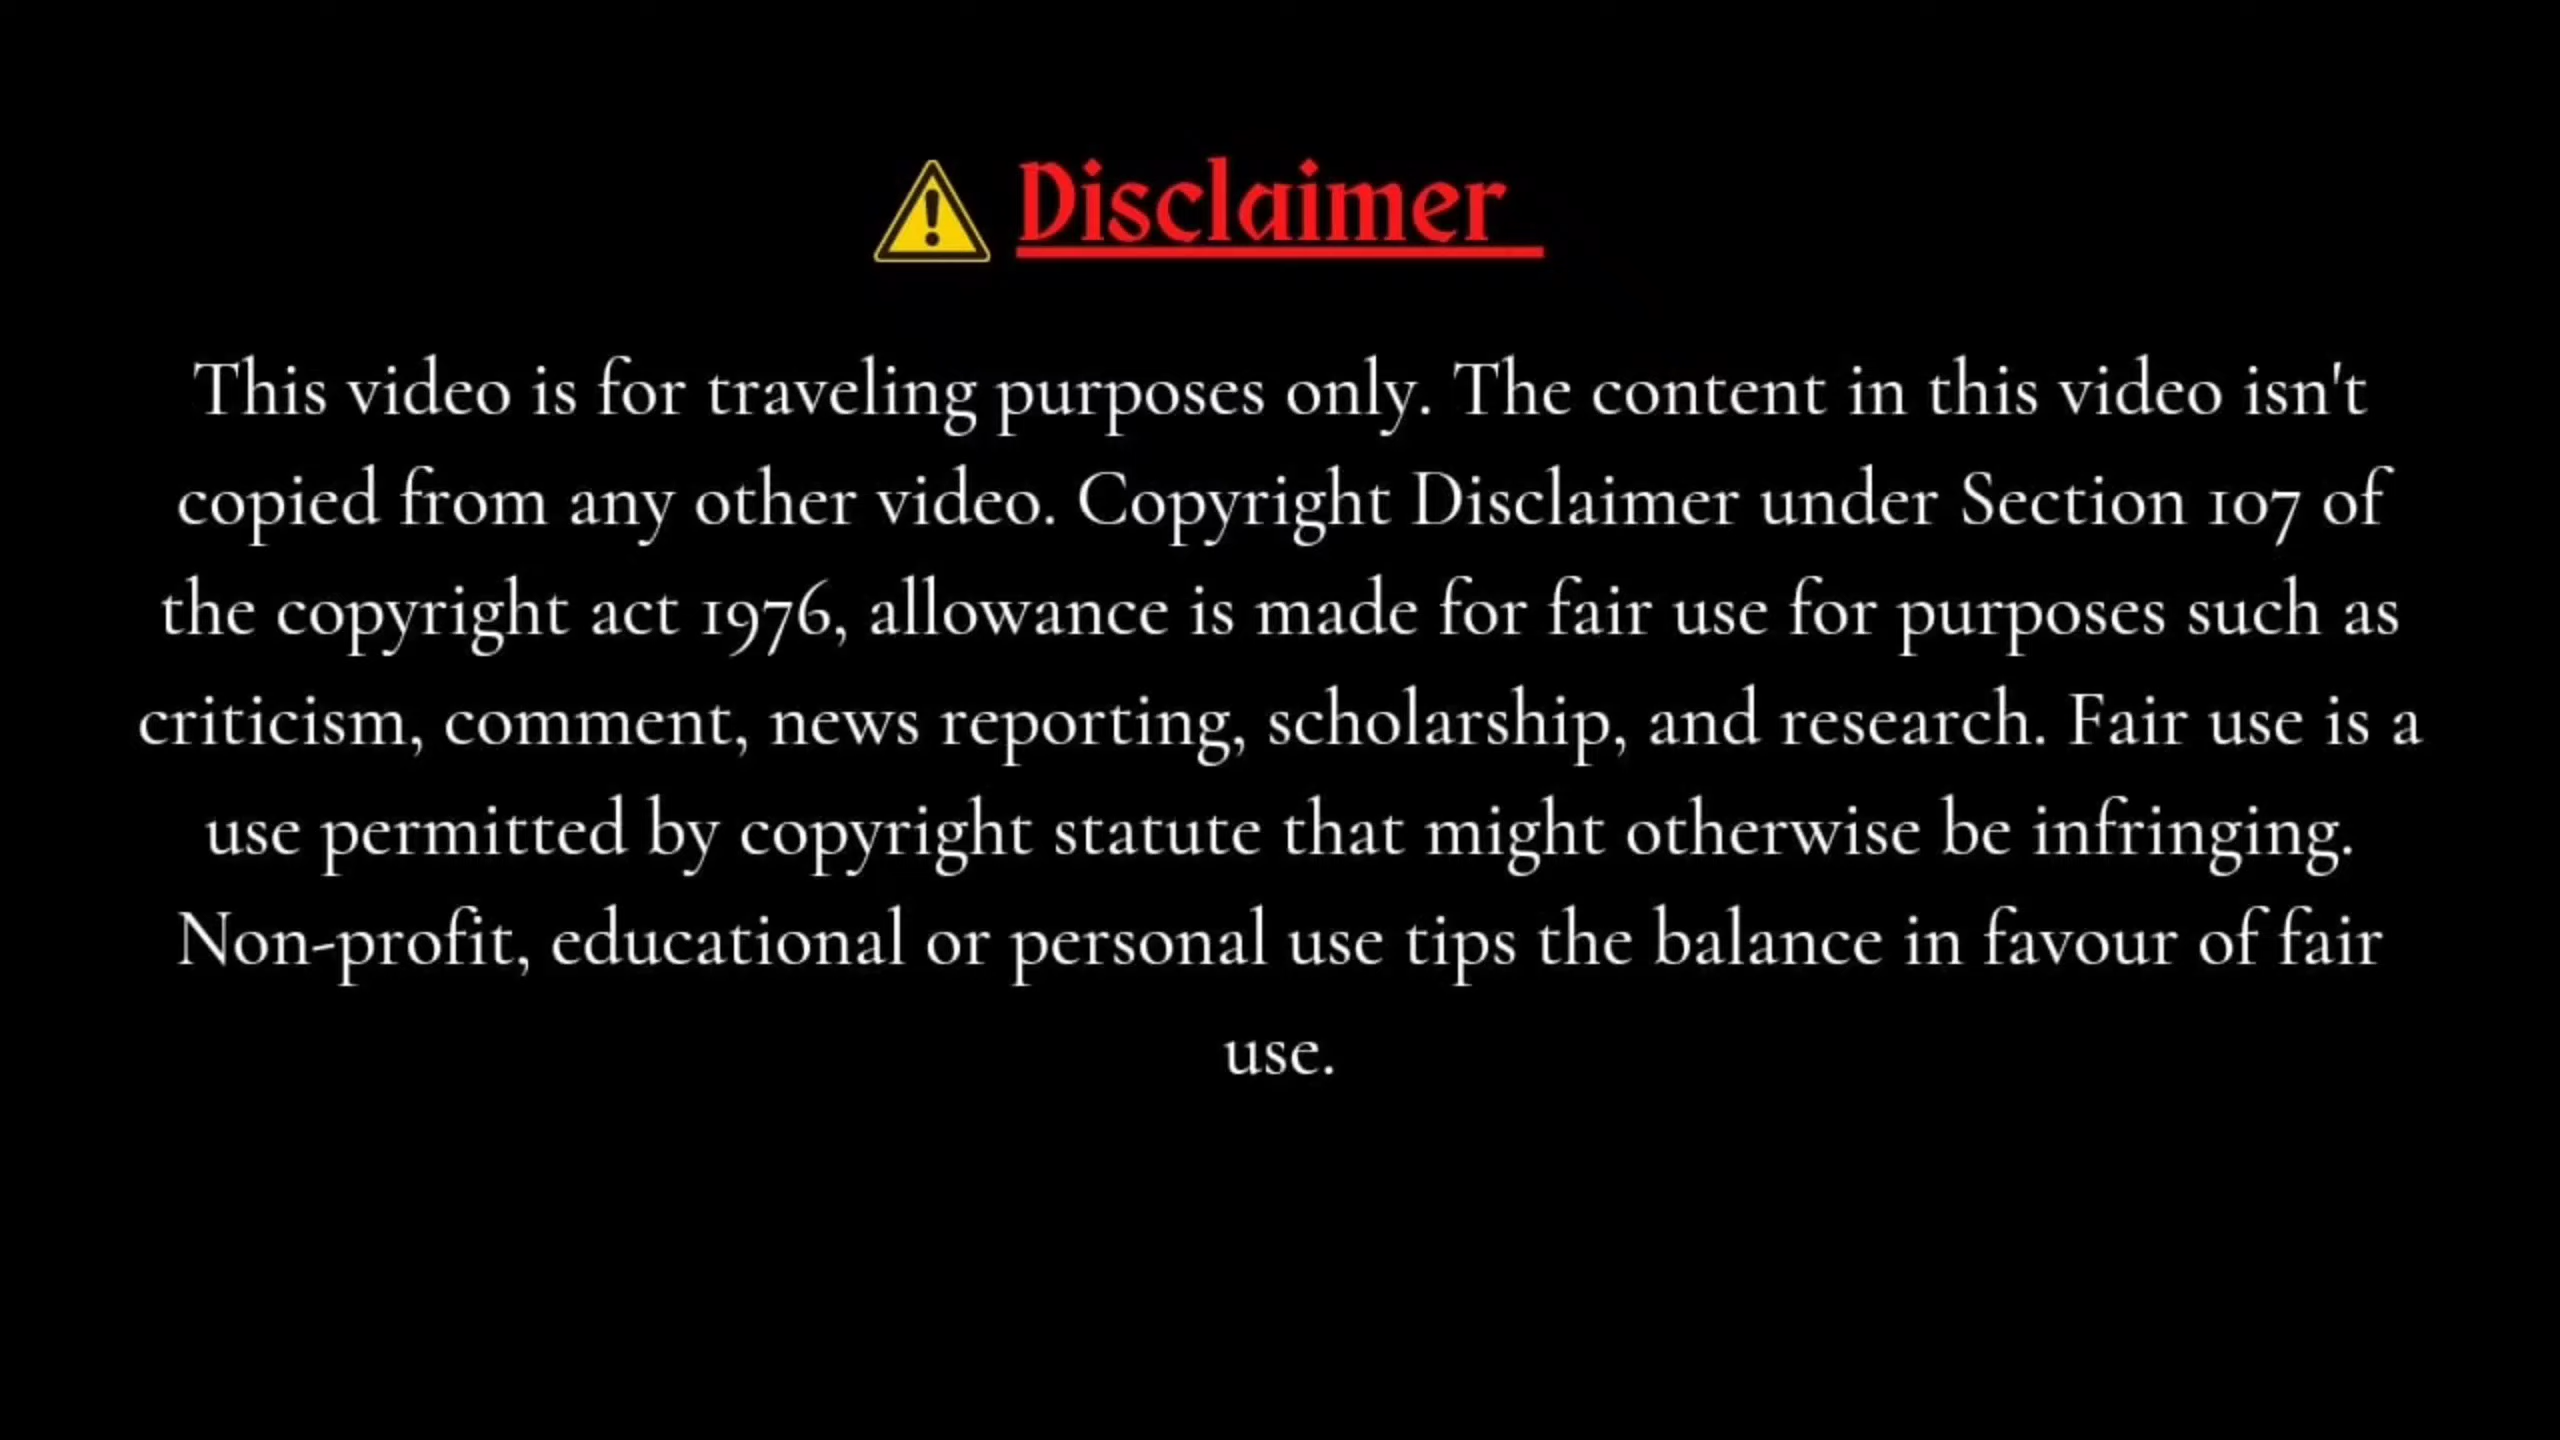 Disclaimer
This video is for traveling purposes only. The content in this video isn't
copied from any other video. Copyright Disclaimer under Section 107 of
the copyright act 1976, allowance is made for fair use for purposes such as
criticism, comment, news reporting, scholarship, and research. Fair use is a
use permitted by copyright statute that might otherwise be infringing.
Non-profit, educational or personal use tips the balance in favour of fair
use.